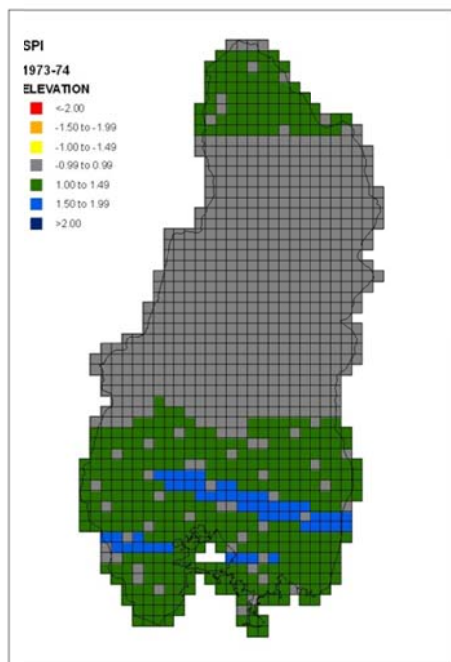 SPI
1973-74
ELEVATION
<-2.00
-1.50 to -1.99
-1.00 to -1.49
-0.99 to 0.99
1.00 to 1.49
1.50 to 1.99
>2.00